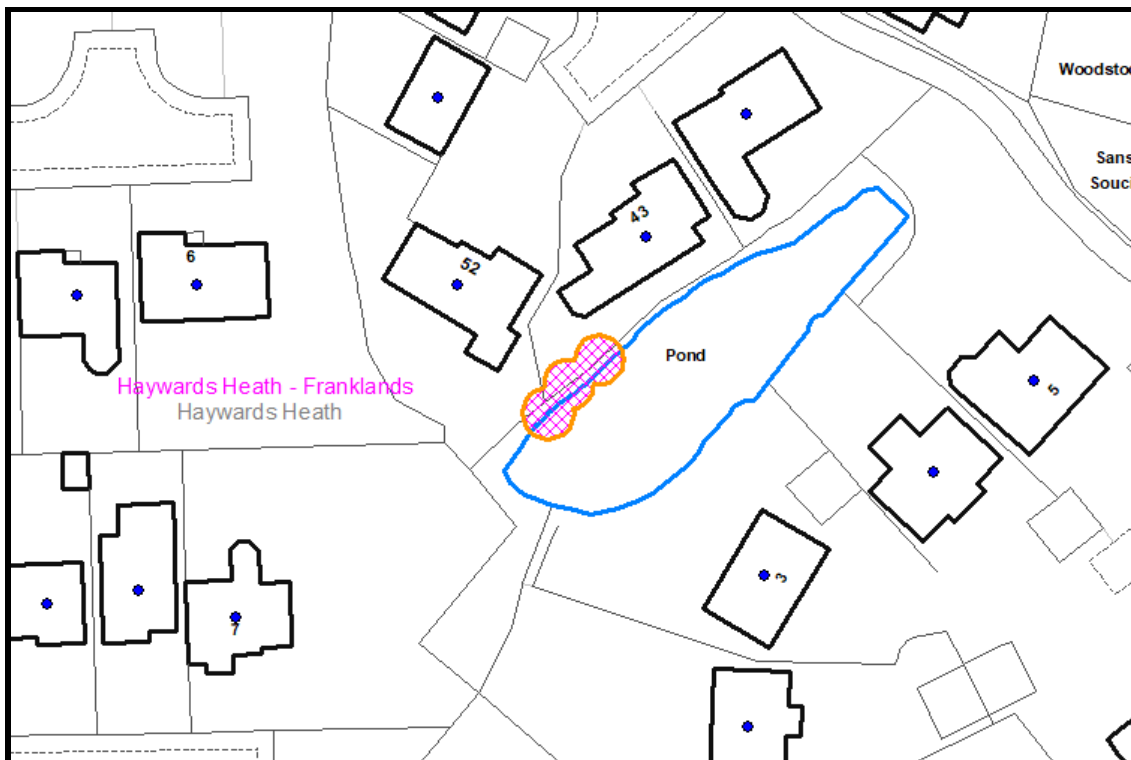 Woodsto
Sans
Souci
43
52
6
Pond
Haywards Heath - Franklands
Haywards Heath
5
3
7